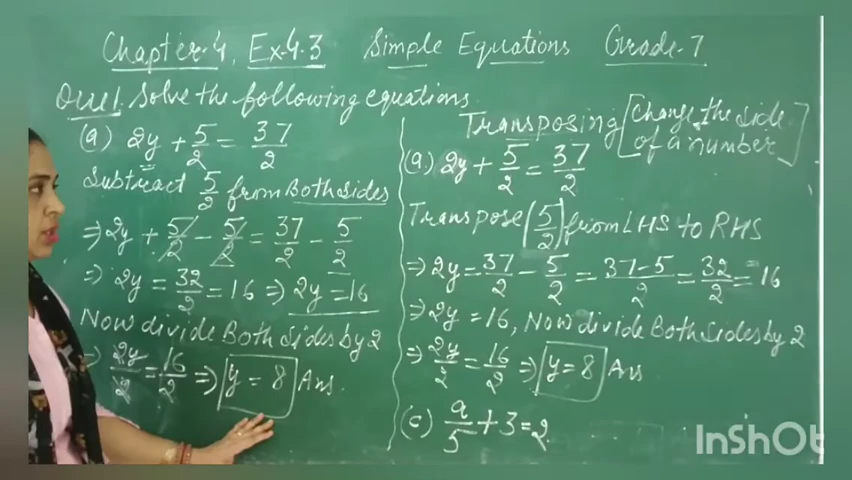 Chapter-4, Ex-4.3 Simple Equations Grade-7
Que1. Solve the following equations
(a) 2y + 5/2 = 37/2
Subtract 5/2 from Both sides
⇒ 2y + 5/2 - 5/2 = 37/2 - 5/2
⇒ 2y = 32/2 = 16 ⇒ 2y = 16
Now divide Both sides by 2
⇒ 2y/2 = 16/2 ⇒ y = 8 Ans.
Transposing [Change the side
of a number]
(a) 2y + 5/2 = 37/2
Transpose (5/2) from LHS to RHS
⇒ 2y = 37/2 - 5/2 = 37-5/2 = 32/2 = 16
⇒ 2y = 16, Now divide Both sides by 2
⇒ 2y/2 = 16/2 ⇒ y = 8 Ans
(c) a/5 + 3 = 2
InShOt